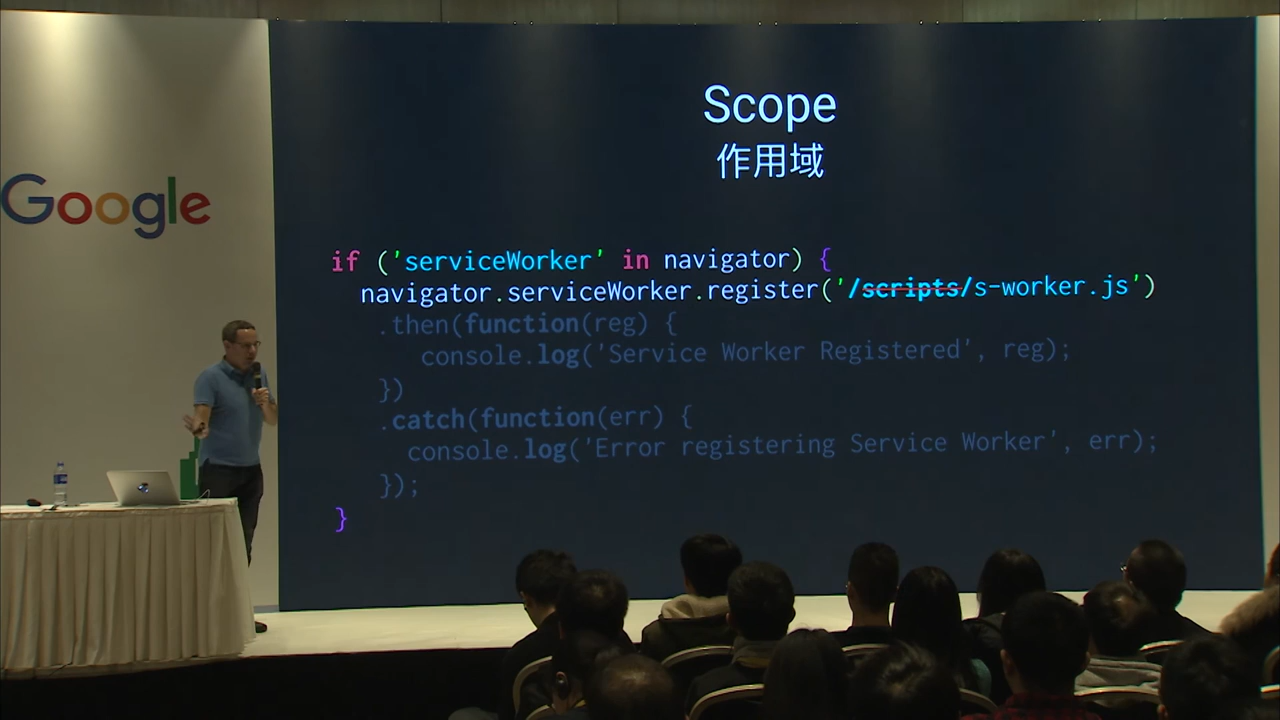 Google
Scope
作用域
if ('serviceWorker' in navigator) {
navigator.serviceWorker.register('/scripts/s-worker.js')
.then(function(reg) {
console.log('Service Worker Registered', reg);
})
.catch(function(err) {
console.log('Error registering Service Worker', err);
});
}